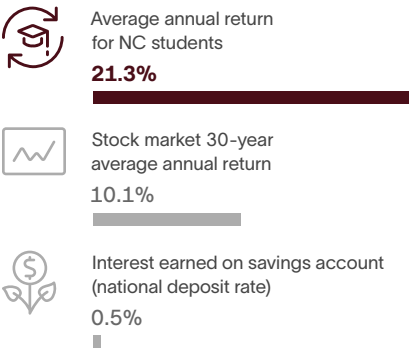 Average annual return
for NC students
21.3%
Stock market 30-year
average annual return
10.1%
$
Interest earned on savings account
(national deposit rate)
0.5%